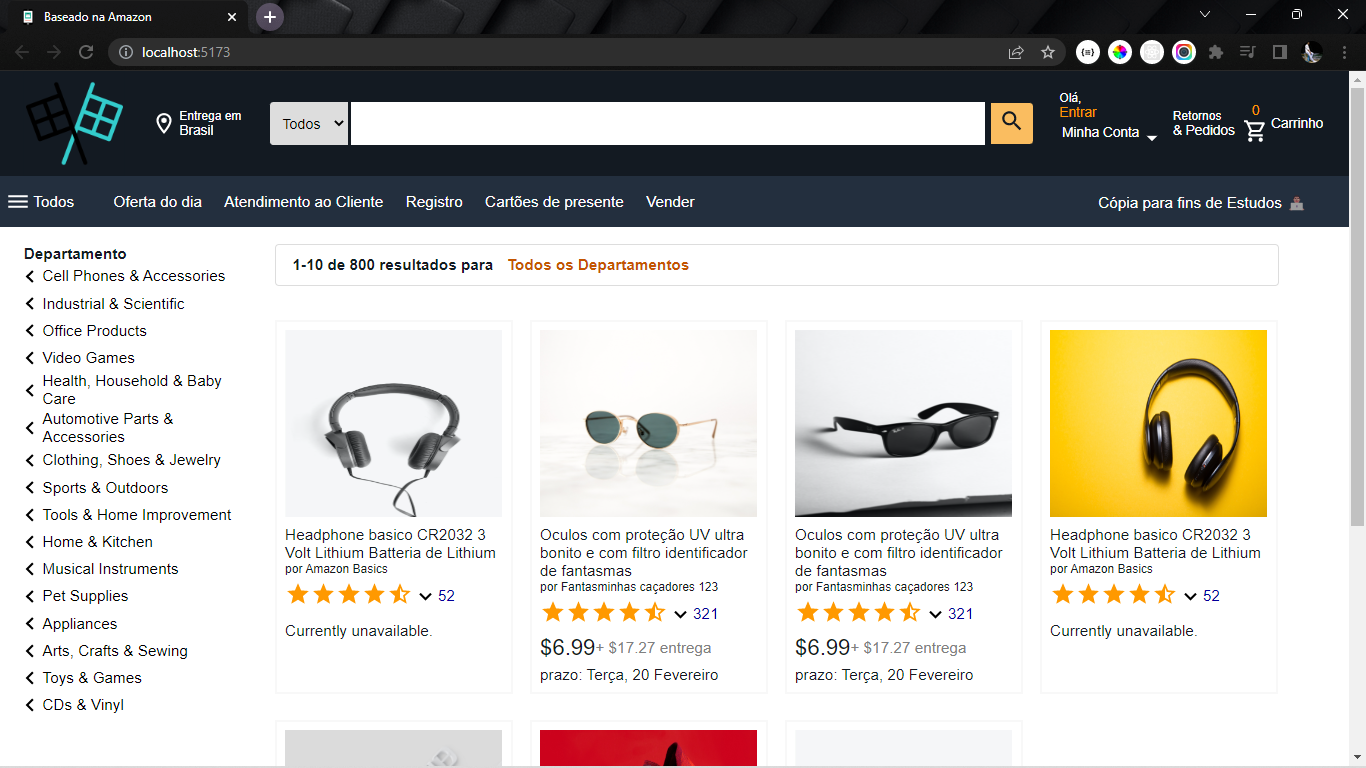 Baseado na Amazon
localhost:5173
Entrega em
Brasil
Todos
Olá,
Entrar
Minha Conta
Retornos
& Pedidos
0
Carrinho
Todos
Oferta do dia
Atendimento ao Cliente
Registro
Cartões de presente
Vender
Cópia para fins de Estudos
Departamento
Cell Phones & Accessories
Industrial & Scientific
Office Products
Video Games
Health, Household & Baby
Care
Automotive Parts &
Accessories
Clothing, Shoes & Jewelry
Sports & Outdoors
Tools & Home Improvement
Home & Kitchen
Musical Instruments
Pet Supplies
Appliances
Arts, Crafts & Sewing
Toys & Games
CDs & Vinyl
1-10 de 800 resultados para Todos os Departamentos
Headphone basico CR2032 3
Volt Lithium Batteria de Lithium
por Amazon Basics
52
Currently unavailable.
Oculos com proteção UV ultra
bonito e com filtro identificador
de fantasmas
por Fantasminhas caçadores 123
321
$6.99+ $17.27 entrega
prazo: Terça, 20 Fevereiro
Oculos com proteção UV ultra
bonito e com filtro identificador
de fantasmas
por Fantasminhas caçadores 123
321
$6.99+ $17.27 entrega
prazo: Terça, 20 Fevereiro
Headphone basico CR2032 3
Volt Lithium Batteria de Lithium
por Amazon Basics
52
Currently unavailable.